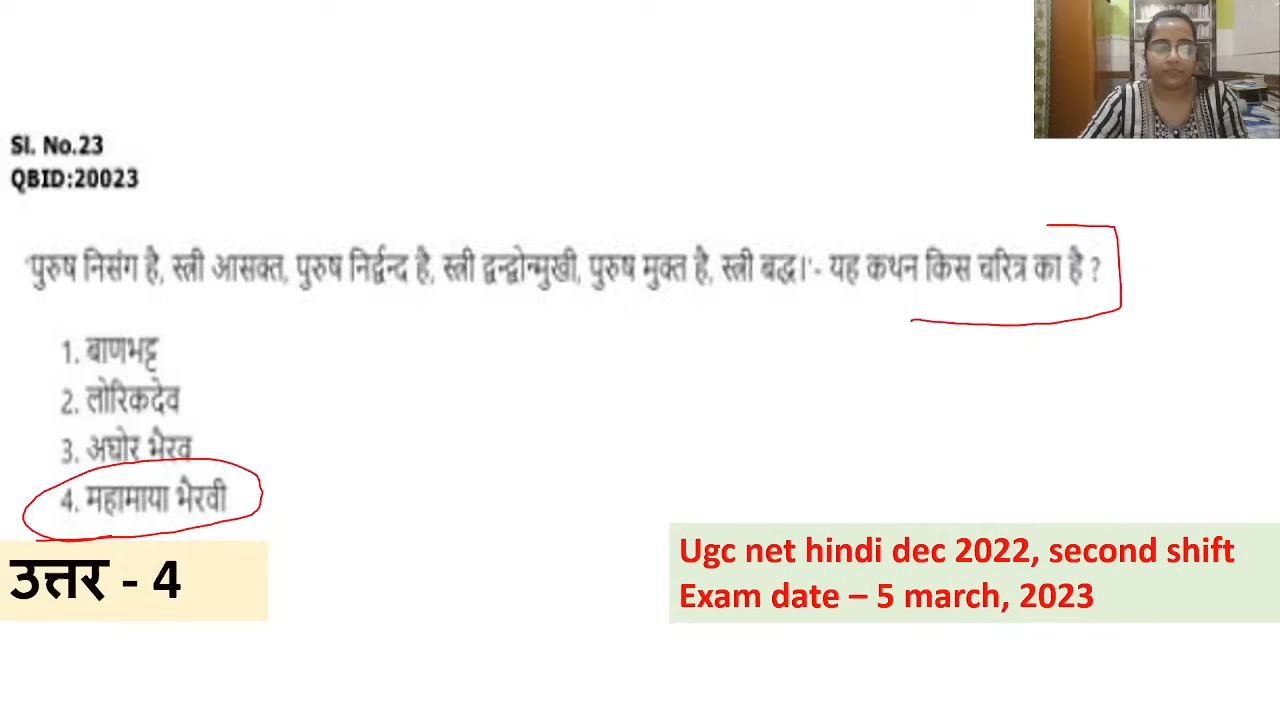 Sl. No.23
QBID:20023
'पुरुष निसंग है, स्त्री आसक्त, पुरुष निर्द्वन्द है, स्त्री द्वन्द्वोन्मुखी, पुरुष मुक्त है, स्त्री बद्ध।'- यह कथन किस चरित्र का है ?
1. बाणभट्ट
2. लोरिकदेव
3. अघोर भैरव
4. महामाया भैरवी
उत्तर - 4
Ugc net hindi dec 2022, second shift
Exam date – 5 march, 2023